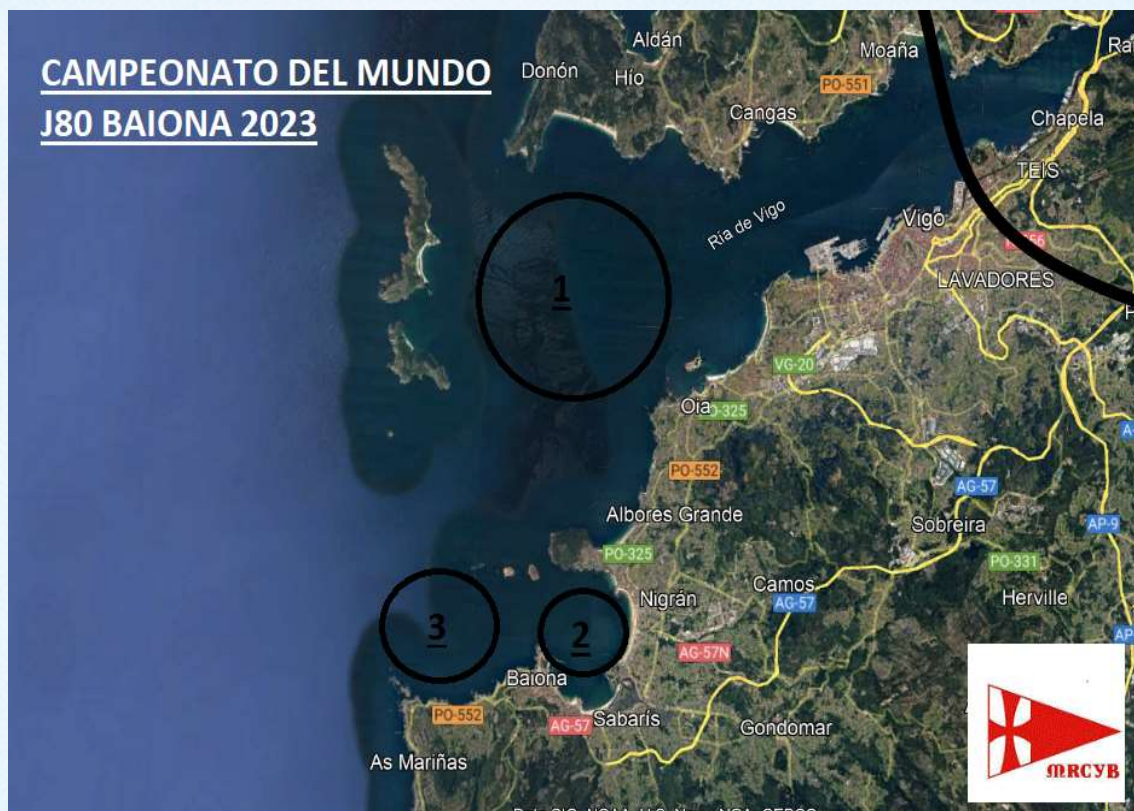 CAMPEONATO DEL MUNDO
J80 BAIONA 2023
Aldán
Donón
Hío
Moaña
PO-551
Cangas
Chapela
TEIS
Ría de Vigo
Vigo
LAVADORES
1
VG-20
Oia
PO-325
PO-552
AG-57
Albores Grande
Sobreira
AP-9
PO-325
PO-331
Nigrán
Camos
AG-57
Herville
3
2
AG-57N
Baiona
PO-552
AG-57
Sabarís
Gondomar
As Mariñas
MRCYB